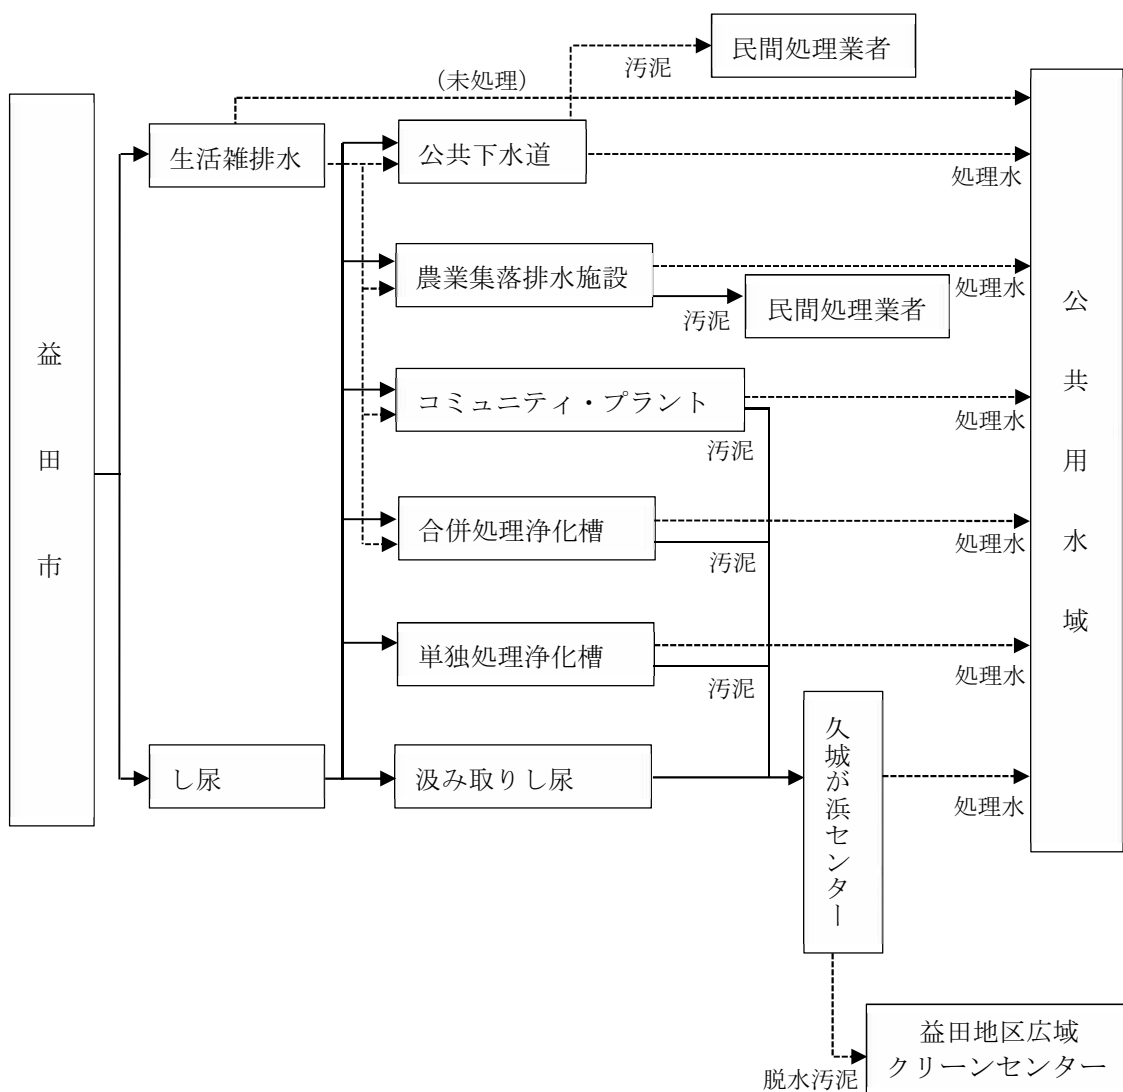 民間処理業者
汚泥
(未処理)
生活雑排水
公共下水道
処理水
農業集落排水施設
処理水
汚泥
民間処理業者
益田市
公共用水域
コミュニティ・プラント
処理水
汚泥
合併処理浄化槽
処理水
汚泥
単独処理浄化槽
処理水
汚泥
し尿
汲み取りし尿
久城が浜センター
処理水
益田地区広域
クリーンセンター
脱水汚泥